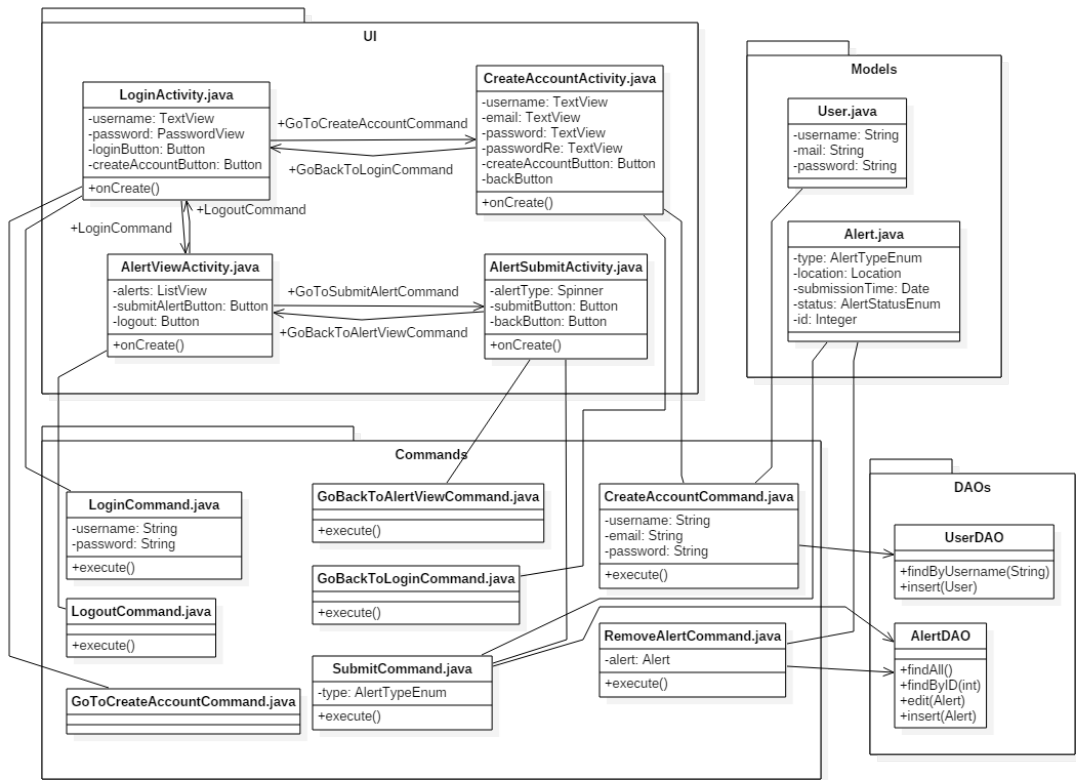 UI
LoginActivity.java
-username: TextView
-password: PasswordView
-loginButton: Button
-createAccountButton: Button
+onCreate()
+GoToCreateAccountCommand
+GoBackToLoginCommand
CreateAccountActivity.java
-username: TextView
-email: TextView
-password: TextView
-passwordRe: TextView
-createAccountButton: Button
-backButton
+onCreate()
+LogoutCommand
+LoginCommand
AlertViewActivity.java
-alerts: ListView
-submitAlertButton: Button
-logout: Button
+onCreate()
+GoToSubmitAlertCommand
+GoBackToAlertViewCommand
AlertSubmitActivity.java
-alertType: Spinner
-submitButton: Button
-backButton: Button
+onCreate()
Models
User.java
-username: String
-mail: String
-password: String
Alert.java
-type: AlertTypeEnum
-location: Location
-submissionTime: Date
-status: AlertStatusEnum
-id: Integer
Commands
LoginCommand.java
-username: String
-password: String
+execute()
LogoutCommand.java
+execute()
GoToCreateAccountCommand.java
GoBackToAlertViewCommand.java
+execute()
GoBackToLoginCommand.java
+execute()
SubmitCommand.java
-type: AlertTypeEnum
+execute()
CreateAccountCommand.java
-username: String
-email: String
-password: String
+execute()
RemoveAlertCommand.java
-alert: Alert
+execute()
DAOs
UserDAO
+findByUsername(String)
+insert(User)
AlertDAO
+findAll()
+findByID(int)
+edit(Alert)
+insert(Alert)